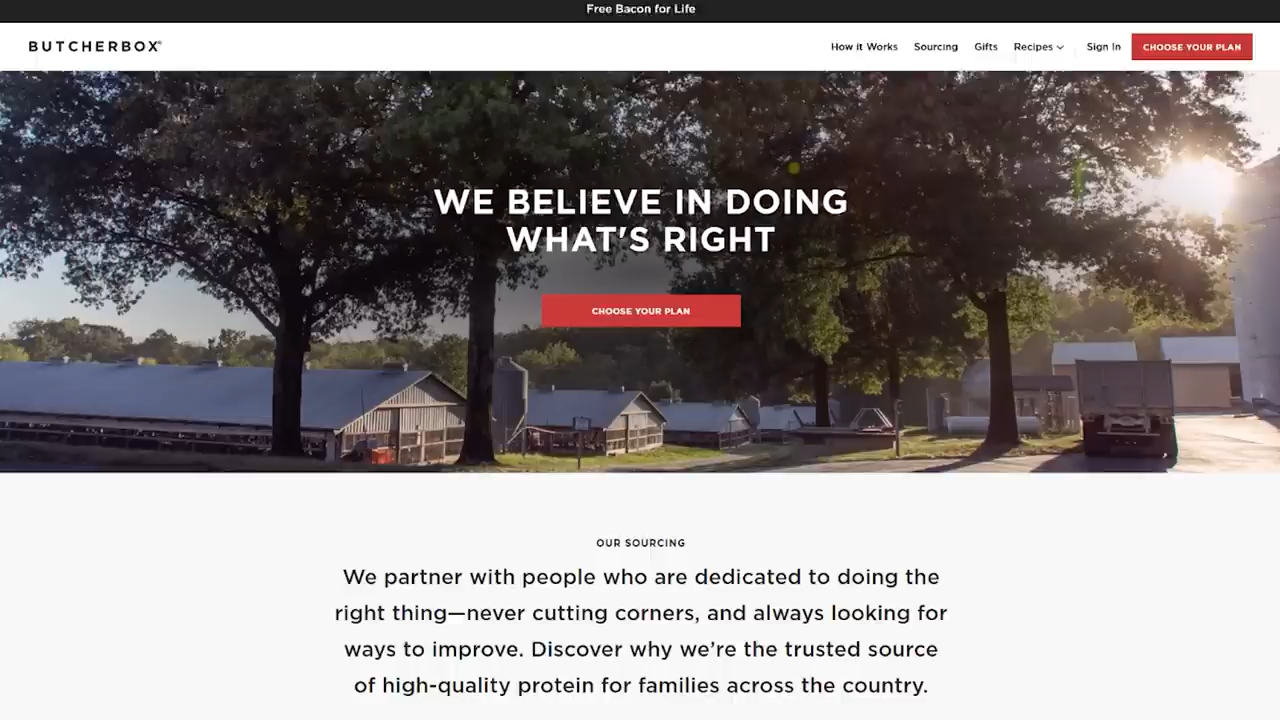 Free Bacon for Life
BUTCHERBOX®
How it Works Sourcing Gifts Recipes Sign In CHOOSE YOUR PLAN
WE BELIEVE IN DOING
WHAT'S RIGHT
CHOOSE YOUR PLAN
OUR SOURCING
We partner with people who are dedicated to doing the
right thing—never cutting corners, and always looking for
ways to improve. Discover why we're the trusted source
of high-quality protein for families across the country.